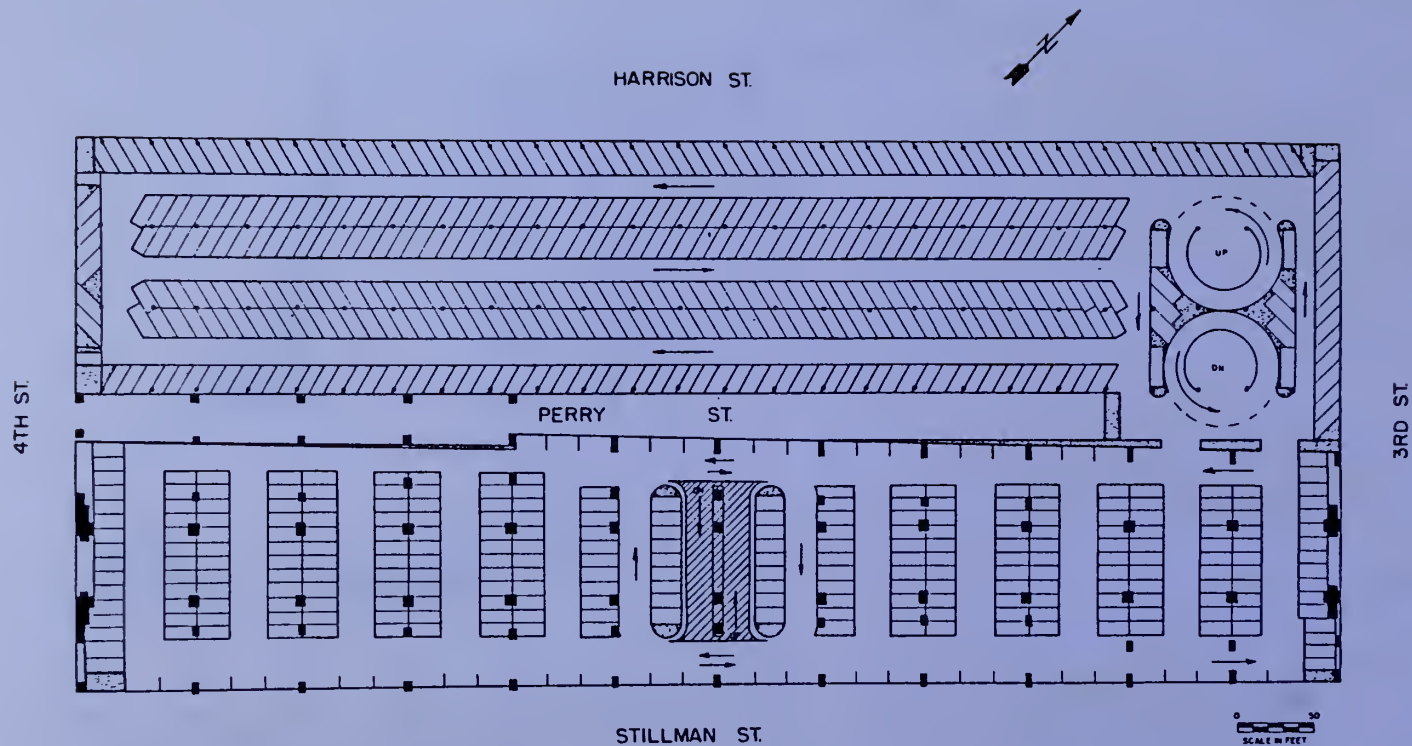 N
HARRISON ST.
UP
4TH ST.
DN
3RD ST.
PERRY ST.
0 50
SCALE IN FEET
STILLMAN ST.